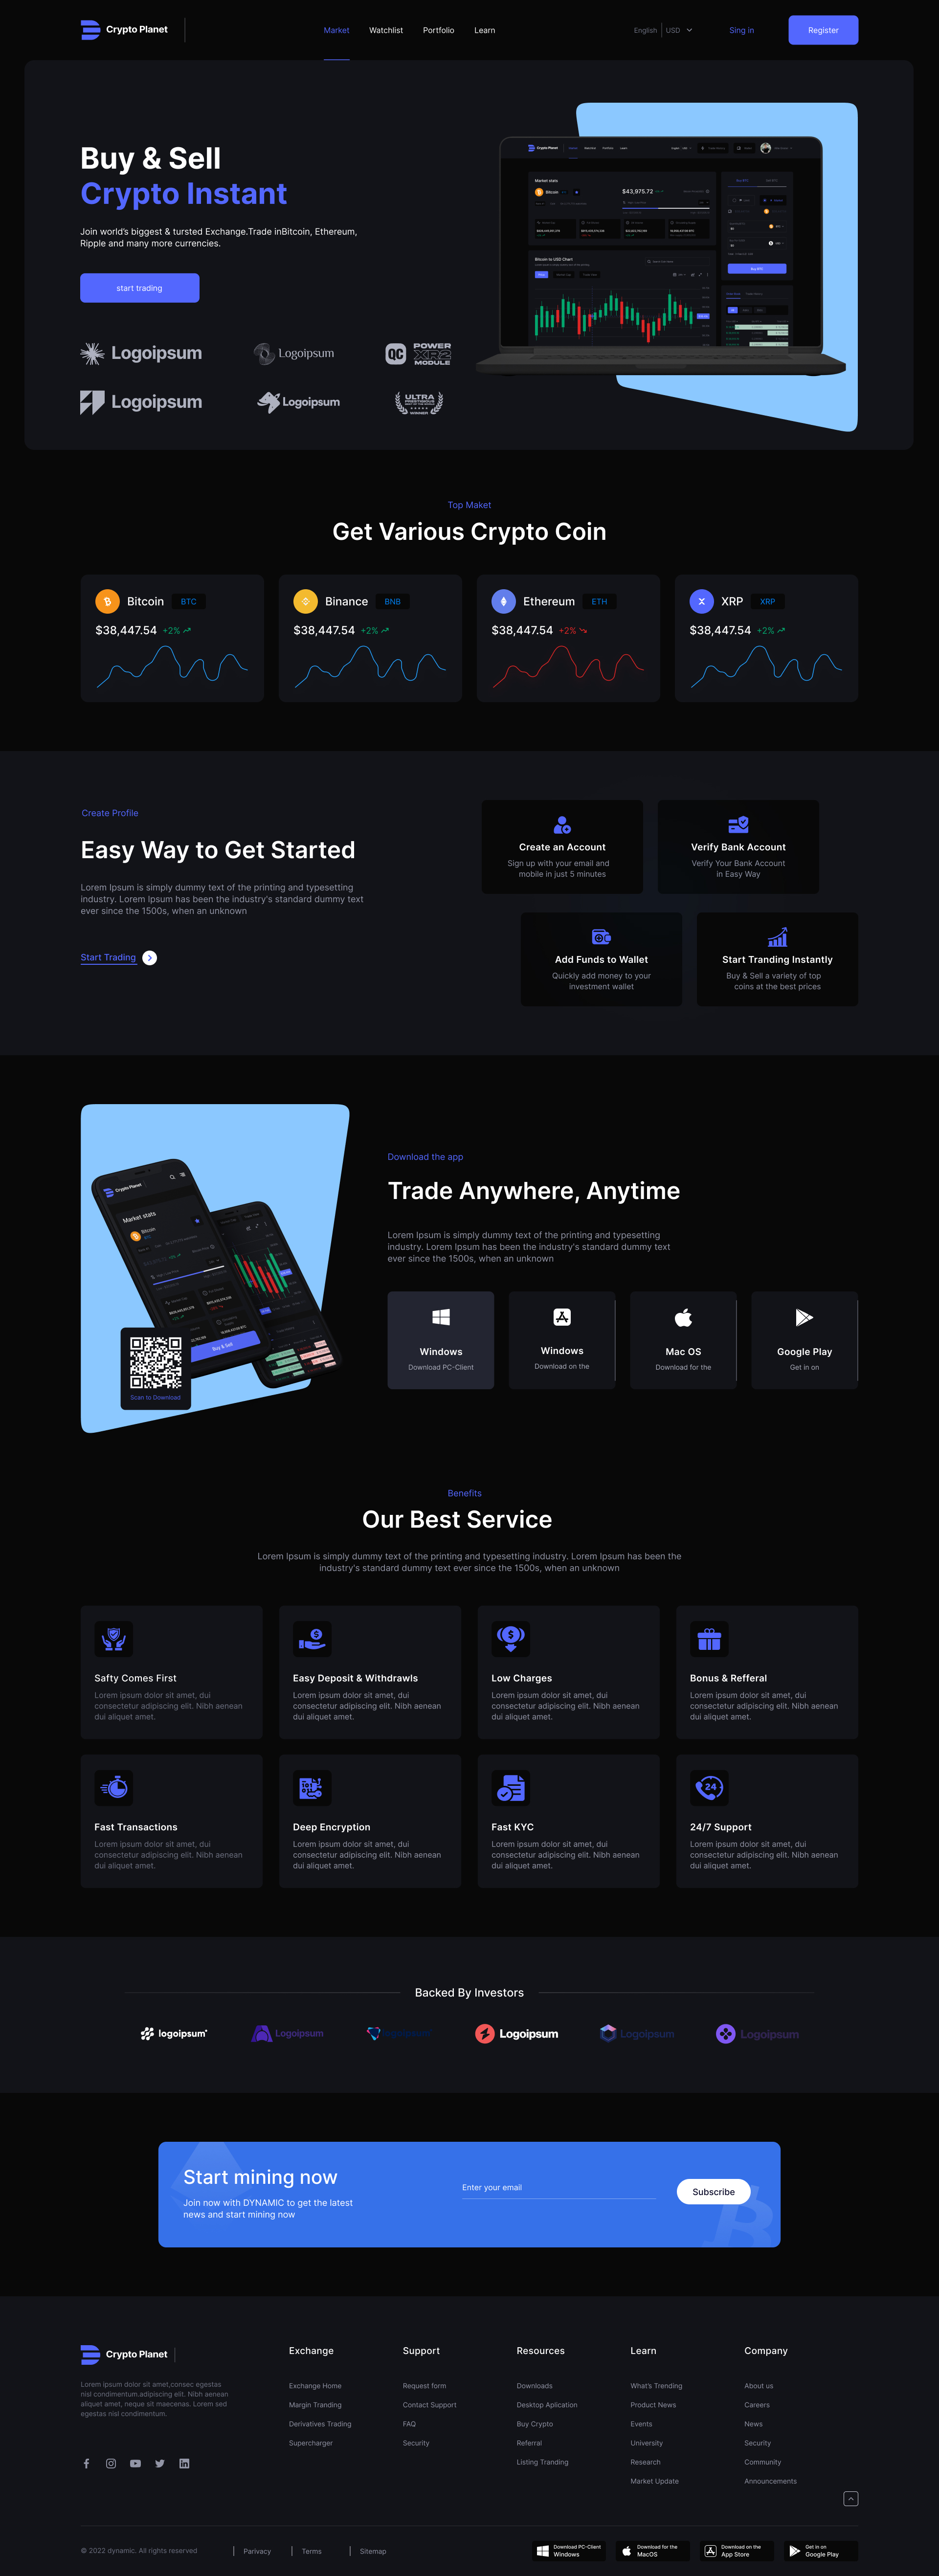 Crypto Planet
Market Watchlist Portfolio Learn
English USD
Sing in
Register
Buy & Sell
Crypto Instant
Join world's biggest & tursted Exchange.Trade inBitcoin, Ethereum,
Ripple and many more currencies.
start trading
Logoipsum
Logoipsum
QC POWER
XR2
MODULE
Logoipsum
Logoipsum
ULTRA
PRESTIGIOUS
WINNER
Crypto Planet
Market stats
Bitcoin
$43,975.72
Bitcoin to USD Chart
Buy BTC
Top Maket
Get Various Crypto Coin
Bitcoin BTC
$38,447.54 +2%
Binance BNB
$38,447.54 +2%
Ethereum ETH
$38,447.54 +2%
XRP XRP
$38,447.54 +2%
Create Profile
Easy Way to Get Started
Lorem Ipsum is simply dummy text of the printing and typesetting
industry. Lorem Ipsum has been the industry's standard dummy text
ever since the 1500s, when an unknown
Start Trading
Create an Account
Sign up with your email and
mobile in just 5 minutes
Verify Bank Account
Verify Your Bank Account
in Easy Way
Add Funds to Wallet
Quickly add money to your
investment wallet
Start Tranding Instantly
Buy & Sell a variety of top
coins at the best prices
Crypto Planet
Market stats
Bitcoin
Buy & Sell
Scan to Download
Download the app
Trade Anywhere, Anytime
Lorem Ipsum is simply dummy text of the printing and typesetting
industry. Lorem Ipsum has been the industry's standard dummy text
ever since the 1500s, when an unknown
Windows
Download PC-Client
Windows
Download on the
Mac OS
Download for the
Google Play
Get in on
Benefits
Our Best Service
Lorem Ipsum is simply dummy text of the printing and typesetting industry. Lorem Ipsum has been the
industry's standard dummy text ever since the 1500s, when an unknown
Safty Comes First
Lorem ipsum dolor sit amet, dui
consectetur adipiscing elit. Nibh aenean
dui aliquet amet.
Easy Deposit & Withdrawls
Lorem ipsum dolor sit amet, dui
consectetur adipiscing elit. Nibh aenean
dui aliquet amet.
Low Charges
Lorem ipsum dolor sit amet, dui
consectetur adipiscing elit. Nibh aenean
dui aliquet amet.
Bonus & Refferal
Lorem ipsum dolor sit amet, dui
consectetur adipiscing elit. Nibh aenean
dui aliquet amet.
Fast Transactions
Lorem ipsum dolor sit amet, dui
consectetur adipiscing elit. Nibh aenean
dui aliquet amet.
Deep Encryption
Lorem ipsum dolor sit amet, dui
consectetur adipiscing elit. Nibh aenean
dui aliquet amet.
Fast KYC
Lorem ipsum dolor sit amet, dui
consectetur adipiscing elit. Nibh aenean
dui aliquet amet.
24
24/7 Support
Lorem ipsum dolor sit amet, dui
consectetur adipiscing elit. Nibh aenean
dui aliquet amet.
Backed By Investors
logoipsum
Logoipsum
Logoipsum
Logoipsum
Logoipsum
Start mining now
Join now with DYNAMIC to get the latest
news and start mining now
Enter your email
Subscribe
Crypto Planet
Lorem ipsum dolor sit amet,consec egestas
nisl condimentum.adipiscing elit. Nibh aenean
aliquet amet, neque sit maecenas. Lorem sed
egestas nisl condimentum.
Exchange
Exchange Home
Margin Tranding
Derivatives Trading
Supercharger
Support
Request form
Contact Support
FAQ
Security
Resources
Downloads
Desktop Aplication
Buy Crypto
Referral
Listing Tranding
Learn
What's Trending
Product News
Events
University
Research
Market Update
Company
About us
Careers
News
Security
Community
Announcements
© 2022 dynamic. All rights reserved
Parivacy
Terms
Sitemap
Download PC-Client
Windows
Download for the
MacOS
Download on the
App Store
Get in on
Google Play